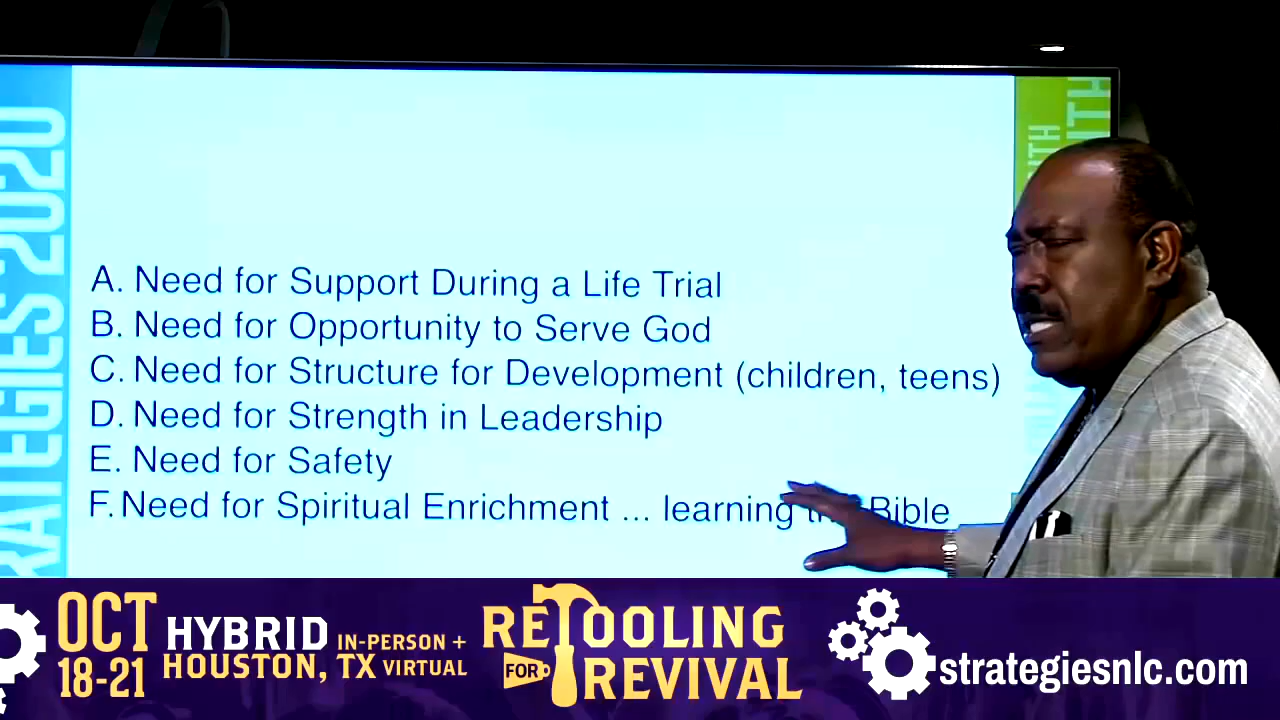 STRATEGIES 2020
A. Need for Support During a Life Trial
B. Need for Opportunity to Serve God
C. Need for Structure for Development (children, teens)
D. Need for Strength in Leadership
E. Need for Safety
F. Need for Spiritual Enrichment ... learning the Bible
OCT
18-21
HYBRID
HOUSTON, TX
IN-PERSON +
VIRTUAL
RETOOLING
FOR
REVIVAL
strategiesnlc.com